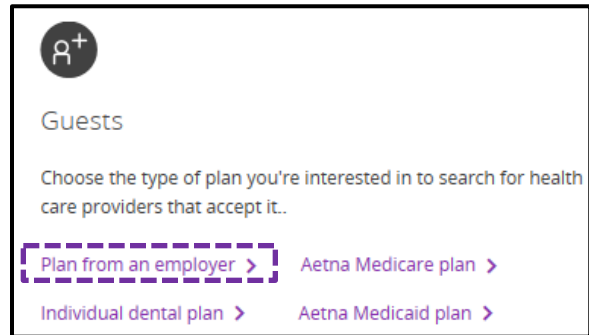 Guests
Choose the type of plan you're interested in to search for health
care providers that accept it..
Plan from an employer > Aetna Medicare plan >
Individual dental plan > Aetna Medicaid plan >